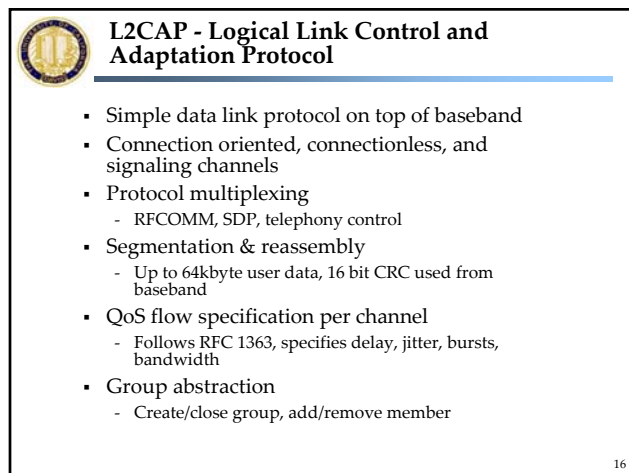 L2CAP - Logical Link Control and
Adaptation Protocol
▪ Simple data link protocol on top of baseband
▪ Connection oriented, connectionless, and
signaling channels
▪ Protocol multiplexing
- RFCOMM, SDP, telephony control
▪ Segmentation & reassembly
- Up to 64kbyte user data, 16 bit CRC used from
baseband
▪ QoS flow specification per channel
- Follows RFC 1363, specifies delay, jitter, bursts,
bandwidth
▪ Group abstraction
- Create/close group, add/remove member
16